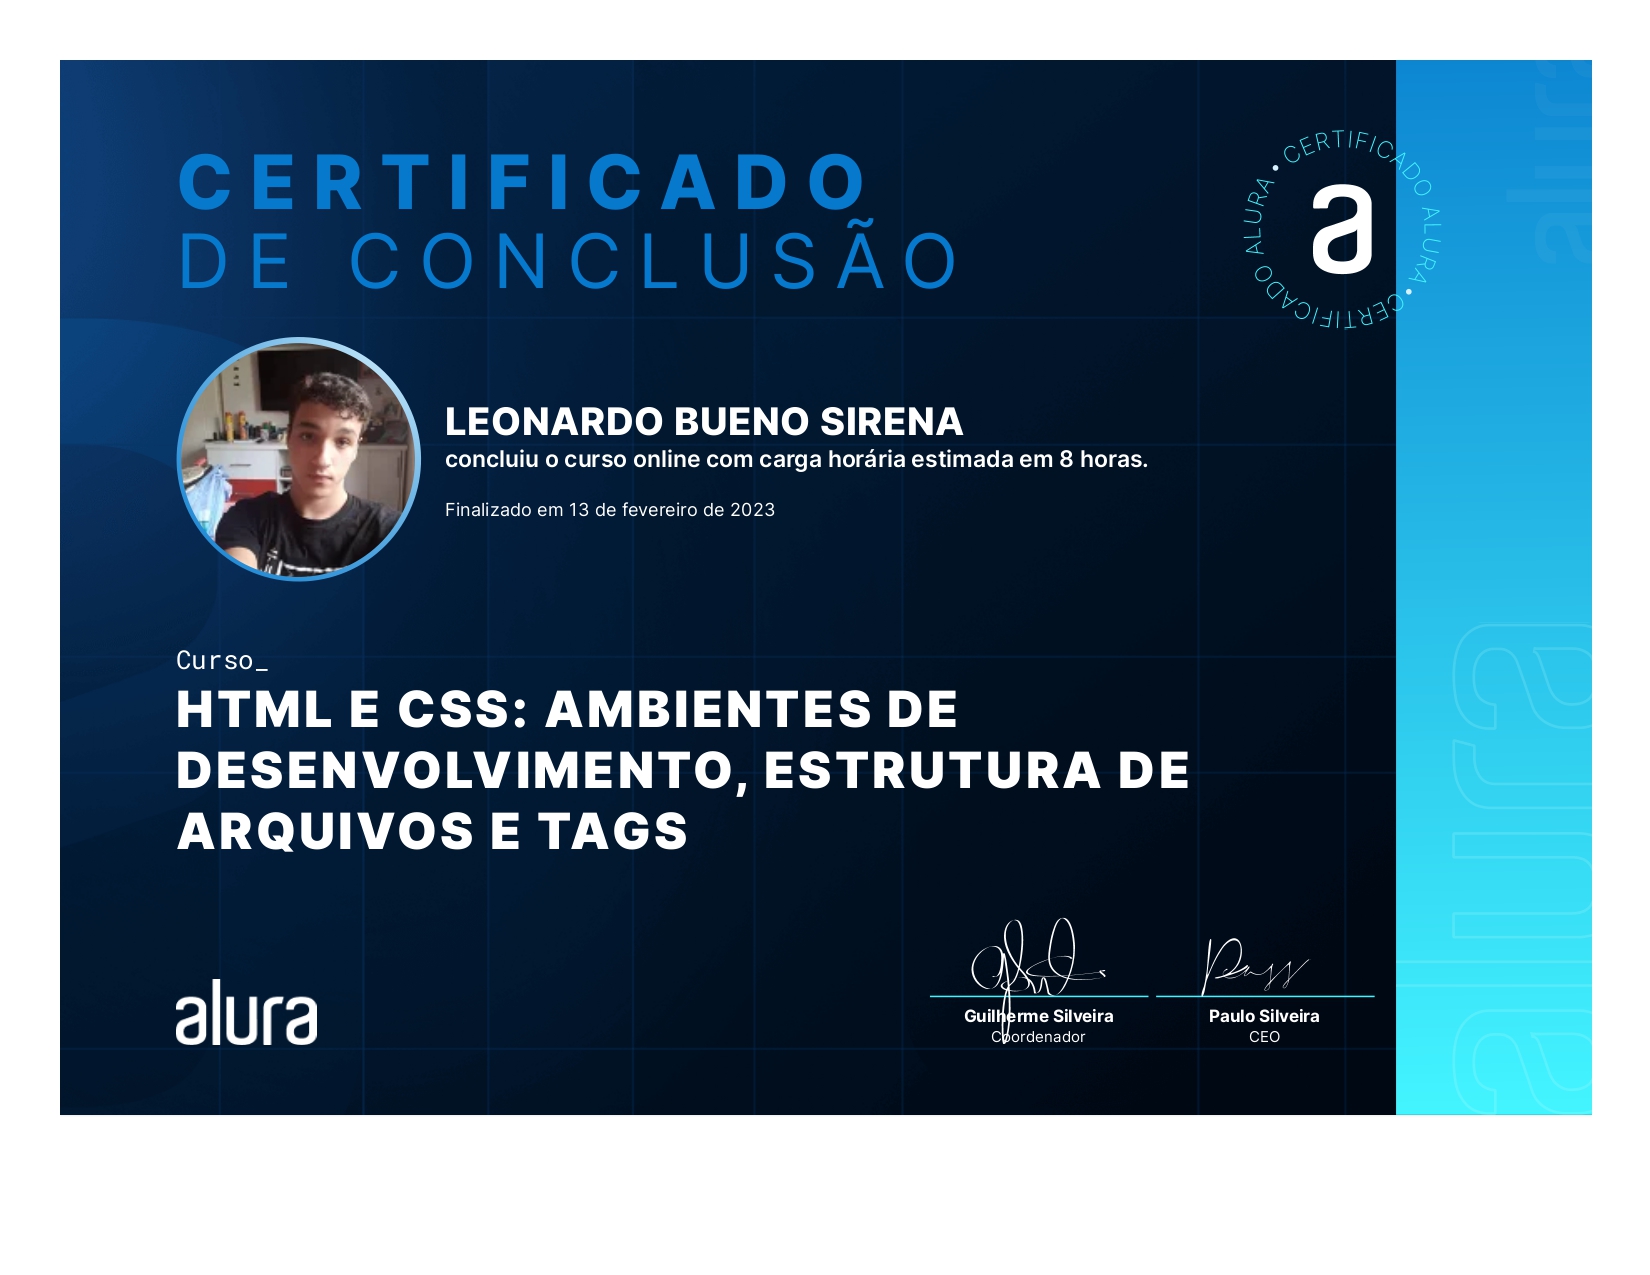 CERTIFICADO
DE CONCLUSÃO
CERTIFICADO ALURA • CERTIFICADO ALURA •
a
alura
LEONARDO BUENO SIRENA
concluiu o curso online com carga horária estimada em 8 horas.
Finalizado em 13 de fevereiro de 2023
Curso_
HTML E CSS: AMBIENTES DE
DESENVOLVIMENTO, ESTRUTURA DE
ARQUIVOS E TAGS
alura
alura
Guilherme Silveira
Coordenador
Paulo Silveira
CEO